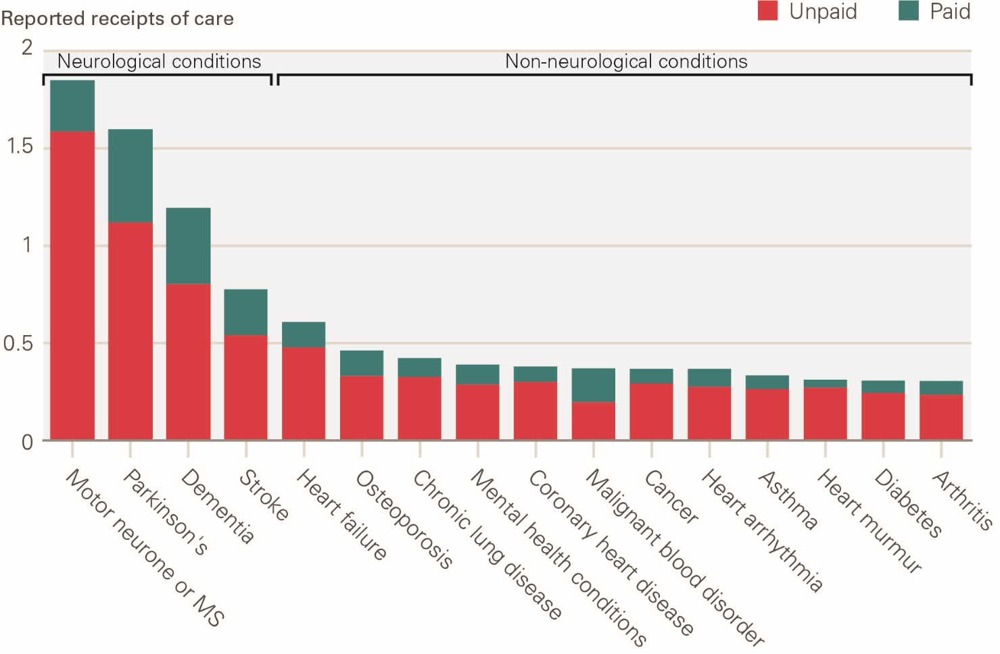 Reported receipts of care
Unpaid
Paid
2
1.5
1
0.5
0
Neurological conditions
Non-neurological conditions
Motor neurone or MS
Parkinson's
Dementia
Stroke
Heart failure
Osteoporosis
Chronic lung disease
Mental health conditions
Coronary heart disease
Malignant blood disorder
Cancer
Heart arrhythmia
Asthma
Heart murmur
Diabetes
Arthritis